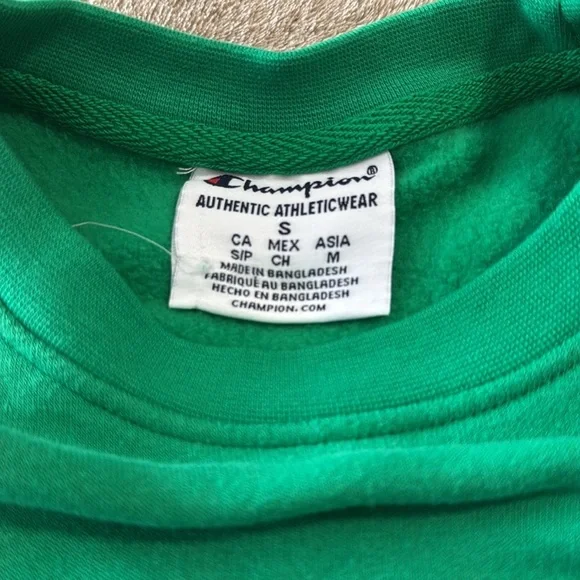 Champion®
AUTHENTIC ATHLETICWEAR
S
CA MEX ASIA
S/P CH M
MADE IN BANGLADESH
FABRIQUÉ AU BANGLADESH
HECHO EN BANGLADESH
CHAMPION.COM